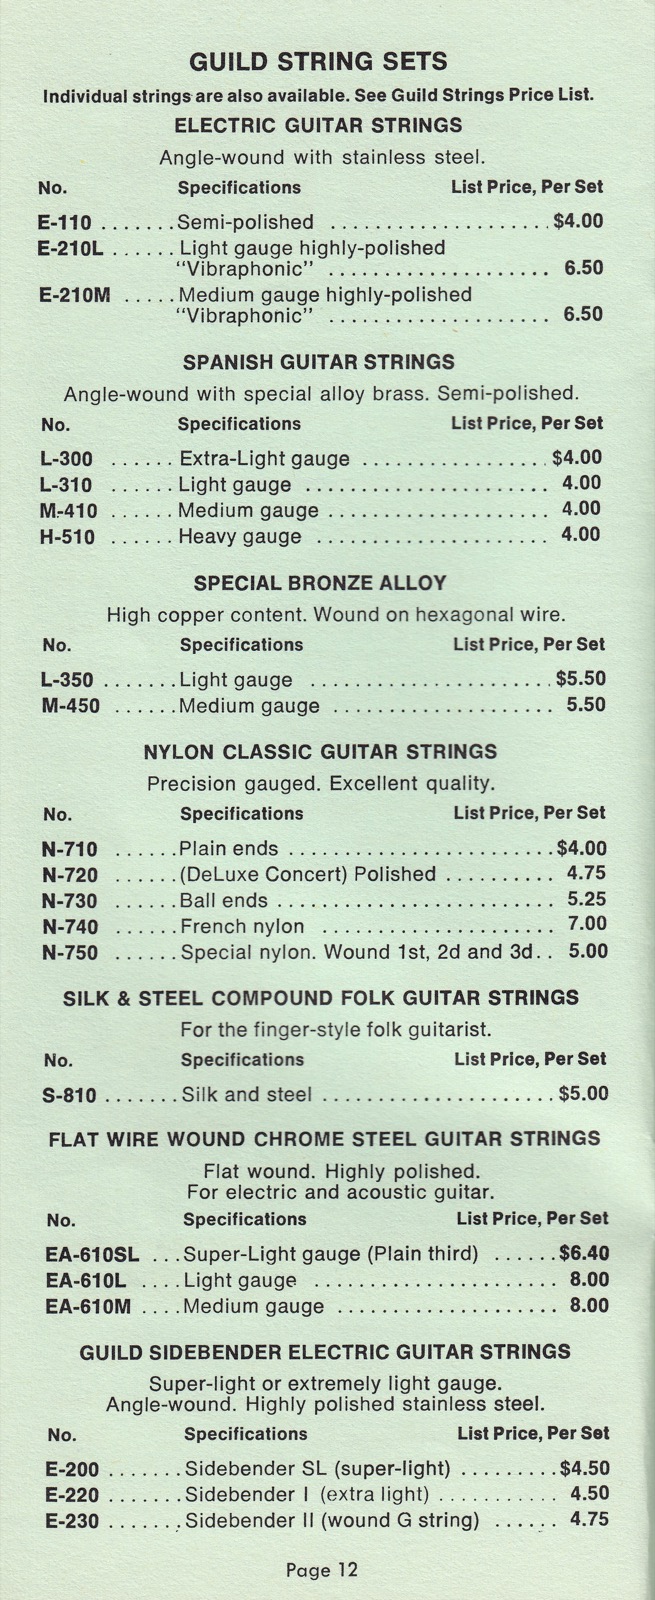 GUILD STRING SETS
Individual strings are also available. See Guild Strings Price List.
ELECTRIC GUITAR STRINGS
Angle-wound with stainless steel.
No. Specifications List Price, Per Set
E-110 .......Semi-polished ....................$4.00
E-210L ......Light gauge highly-polished
“Vibraphonic” .................... 6.50
E-210M .....Medium gauge highly-polished
“Vibraphonic” .................... 6.50
SPANISH GUITAR STRINGS
Angle-wound with special alloy brass. Semi-polished.
No. Specifications List Price, Per Set
L-300 ......Extra-Light gauge .................$4.00
L-310 ......Light gauge ...................... 4.00
M-410 ......Medium gauge .................... 4.00
H-510 ......Heavy gauge ..................... 4.00
SPECIAL BRONZE ALLOY
High copper content. Wound on hexagonal wire.
No. Specifications List Price, Per Set
L-350 .......Light gauge ......................$5.50
M-450 ......Medium gauge .................... 5.50
NYLON CLASSIC GUITAR STRINGS
Precision gauged. Excellent quality.
No. Specifications List Price, Per Set
N-710 ......Plain ends .........................$4.00
N-720 ......(DeLuxe Concert) Polished .......... 4.75
N-730 ......Ball ends ......................... 5.25
N-740 ......French nylon ..................... 7.00
N-750 ......Special nylon. Wound 1st, 2d and 3d.. 5.00
SILK & STEEL COMPOUND FOLK GUITAR STRINGS
For the finger-style folk guitarist.
No. Specifications List Price, Per Set
S-810 .......Silk and steel ......................$5.00
FLAT WIRE WOUND CHROME STEEL GUITAR STRINGS
Flat wound. Highly polished.
For electric and acoustic guitar.
No. Specifications List Price, Per Set
EA-610SL ...Super-Light gauge (Plain third) ......$6.40
EA-610L ....Light gauge ...................... 8.00
EA-610M ....Medium gauge .................... 8.00
GUILD SIDEBENDER ELECTRIC GUITAR STRINGS
Super-light or extremely light gauge.
Angle-wound. Highly polished stainless steel.
No. Specifications List Price, Per Set
E-200 .......Sidebender SL (super-light) .........$4.50
E-220 .......Sidebender I (extra light) ........... 4.50
E-230 .......Sidebender II (wound G string) ...... 4.75
Page 12